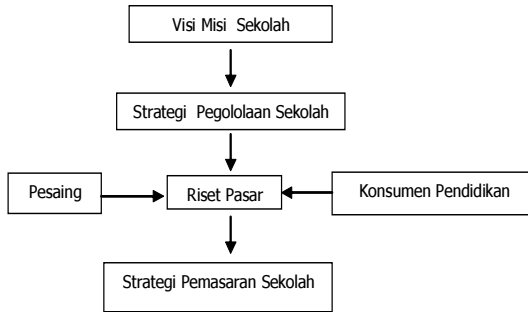 Visi Misi Sekolah
Strategi Pegololaan Sekolah
Pesaing
Riset Pasar
Konsumen Pendidikan
Strategi Pemasaran Sekolah